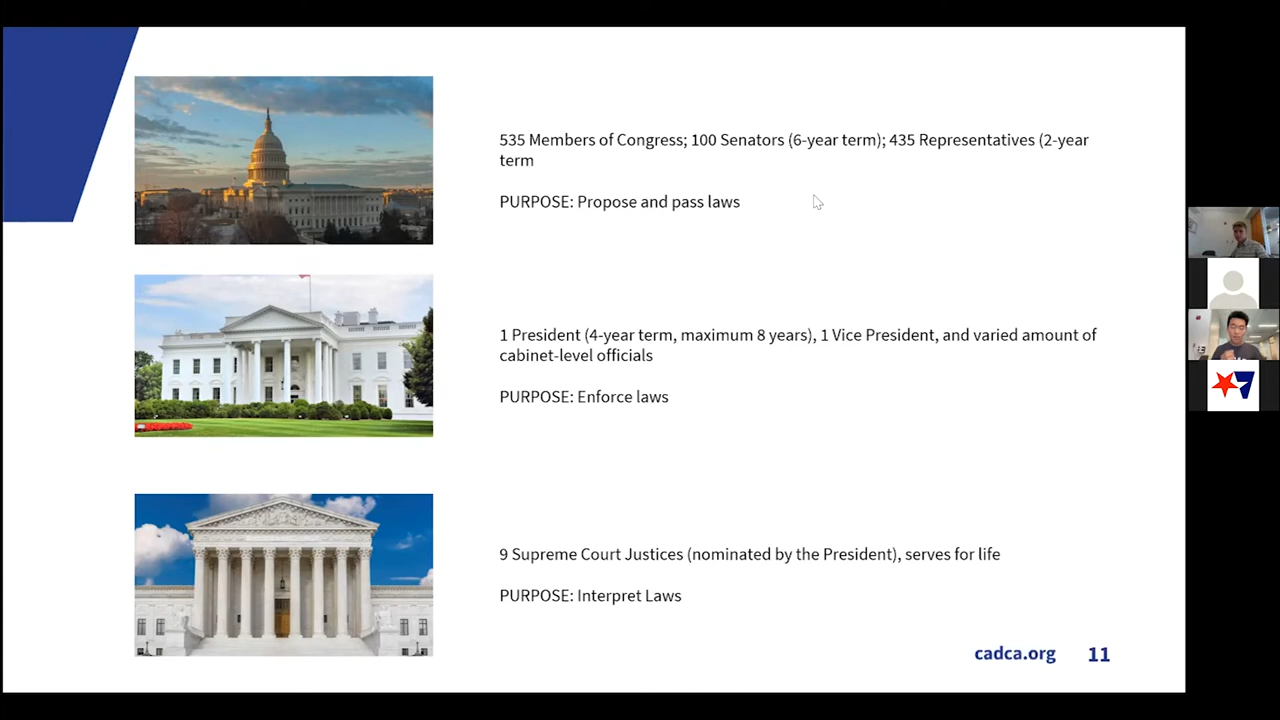 535 Members of Congress; 100 Senators (6-year term); 435 Representatives (2-year
term
PURPOSE: Propose and pass laws
1 President (4-year term, maximum 8 years), 1 Vice President, and varied amount of
cabinet-level officials
PURPOSE: Enforce laws
9 Supreme Court Justices (nominated by the President), serves for life
PURPOSE: Interpret Laws
cadca.org 11